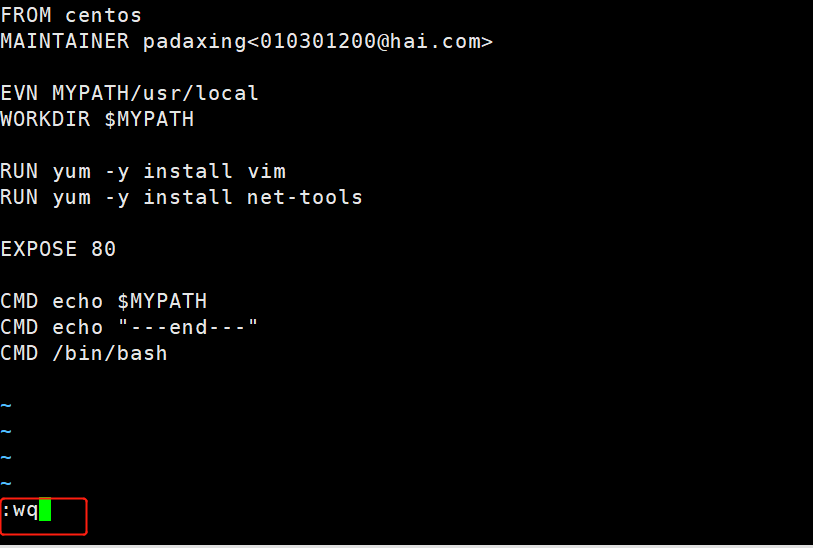 FROM centos
MAINTAINER padaxing<010301200@hai.com>
EVN MYPATH/usr/local
WORKDIR $MYPATH
RUN yum -y install vim
RUN yum -y install net-tools
EXPOSE 80
CMD echo $MYPATH
CMD echo "---end---"
CMD /bin/bash
~
~
~
~
:wq